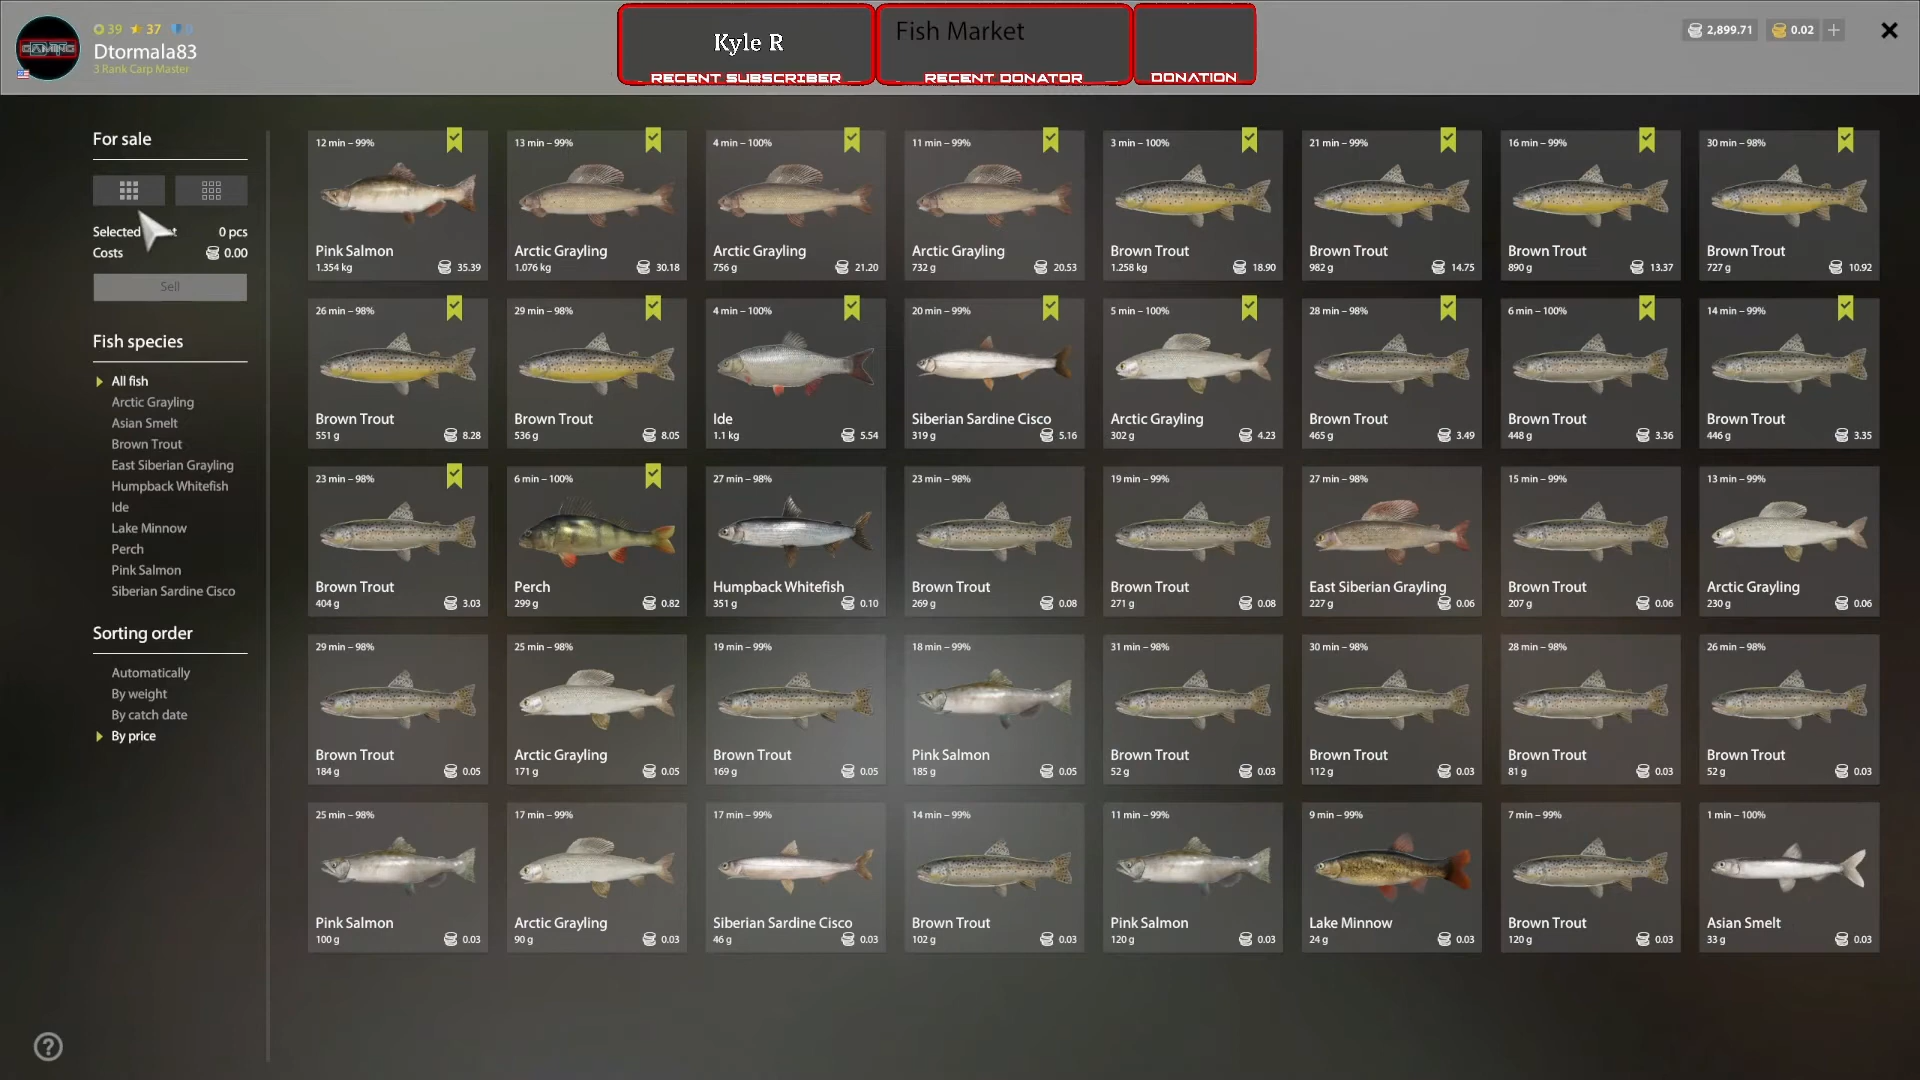 39 37
Dtormala83
3 Rank Carp Master
Kyle R
RECENT SUBSCRIBER
Fish Market
RECENT DONATOR
DONATION
2,899.71 0.02 +
For sale
Selected
0 pcs
Costs 0.00
Sell
Fish species
All fish
Arctic Grayling
Asian Smelt
Brown Trout
East Siberian Grayling
Humpback Whitefish
Ide
Lake Minnow
Perch
Pink Salmon
Siberian Sardine Cisco
Sorting order
Automatically
By weight
By catch date
By price
12 min – 99% 13 min – 99% 4 min – 100% 11 min – 99% 3 min – 100% 21 min – 99% 16 min – 99% 30 min – 98%
Pink Salmon Arctic Grayling Arctic Grayling Arctic Grayling Brown Trout Brown Trout Brown Trout Brown Trout
1.354 kg 35.39 1.076 kg 30.18 756 g 21.20 732 g 20.53 1.258 kg 18.90 982 g 14.75 890 g 13.37 727 g 10.92
26 min – 98% 29 min – 98% 4 min – 100% 20 min – 99% 5 min – 100% 28 min – 98% 6 min – 100% 14 min – 99%
Brown Trout Brown Trout Ide Siberian Sardine Cisco Arctic Grayling Brown Trout Brown Trout Brown Trout
551 g 8.28 536 g 8.05 1.1 kg 5.54 319 g 5.16 302 g 4.23 465 g 3.49 448 g 3.36 446 g 3.35
23 min – 98% 6 min – 100% 27 min – 98% 23 min – 98% 19 min – 99% 27 min – 98% 15 min – 99% 13 min – 99%
Brown Trout Perch Humpback Whitefish Brown Trout Brown Trout East Siberian Grayling Brown Trout Arctic Grayling
404 g 3.03 299 g 0.82 351 g 0.10 269 g 0.08 271 g 0.08 227 g 0.06 207 g 0.06 230 g 0.06
29 min – 98% 25 min – 98% 19 min – 99% 18 min – 99% 31 min – 98% 30 min – 98% 28 min – 98% 26 min – 98%
Brown Trout Arctic Grayling Brown Trout Pink Salmon Brown Trout Brown Trout Brown Trout Brown Trout
184 g 0.05 171 g 0.05 169 g 0.05 185 g 0.05 52 g 0.03 112 g 0.03 81 g 0.03 52 g 0.03
25 min – 98% 17 min – 99% 17 min – 99% 14 min – 99% 11 min – 99% 9 min – 99% 7 min – 99% 1 min – 100%
Pink Salmon Arctic Grayling Siberian Sardine Cisco Brown Trout Pink Salmon Lake Minnow Brown Trout Asian Smelt
100 g 0.03 90 g 0.03 46 g 0.03 102 g 0.03 120 g 0.03 24 g 0.03 120 g 0.03 33 g 0.03
?